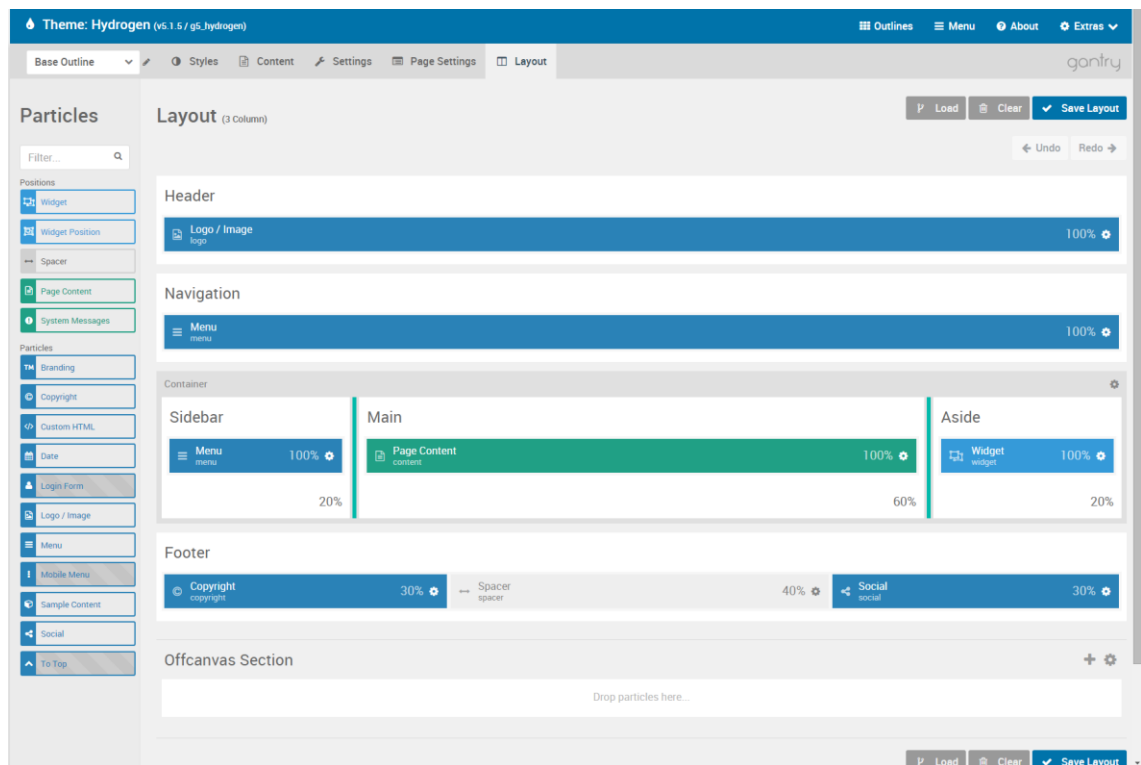 Theme: Hydrogen (v5.1.5 / g5_hydrogen)
Outlines
Menu
About
Extras
Base Outline
Styles
Content
Settings
Page Settings
Layout
gantry
Particles
Filter...
Positions
Widget
Widget Position
Spacer
Page Content
System Messages
Particles
TM Branding
Copyright
Custom HTML
Date
Login Form
Logo / Image
Menu
Mobile Menu
Sample Content
Social
To Top
Layout (3 Column)
Load
Clear
Save Layout
Undo
Redo
Header
Logo / Image
logo
100%
Navigation
Menu
menu
100%
Container
Sidebar
Menu
menu
100%
20%
Main
Page Content
content
100%
60%
Aside
Widget
widget
100%
20%
Footer
Copyright
copyright
30%
Spacer
spacer
40%
Social
social
30%
Offcanvas Section
Drop particles here...
Load
Clear
Save Layout